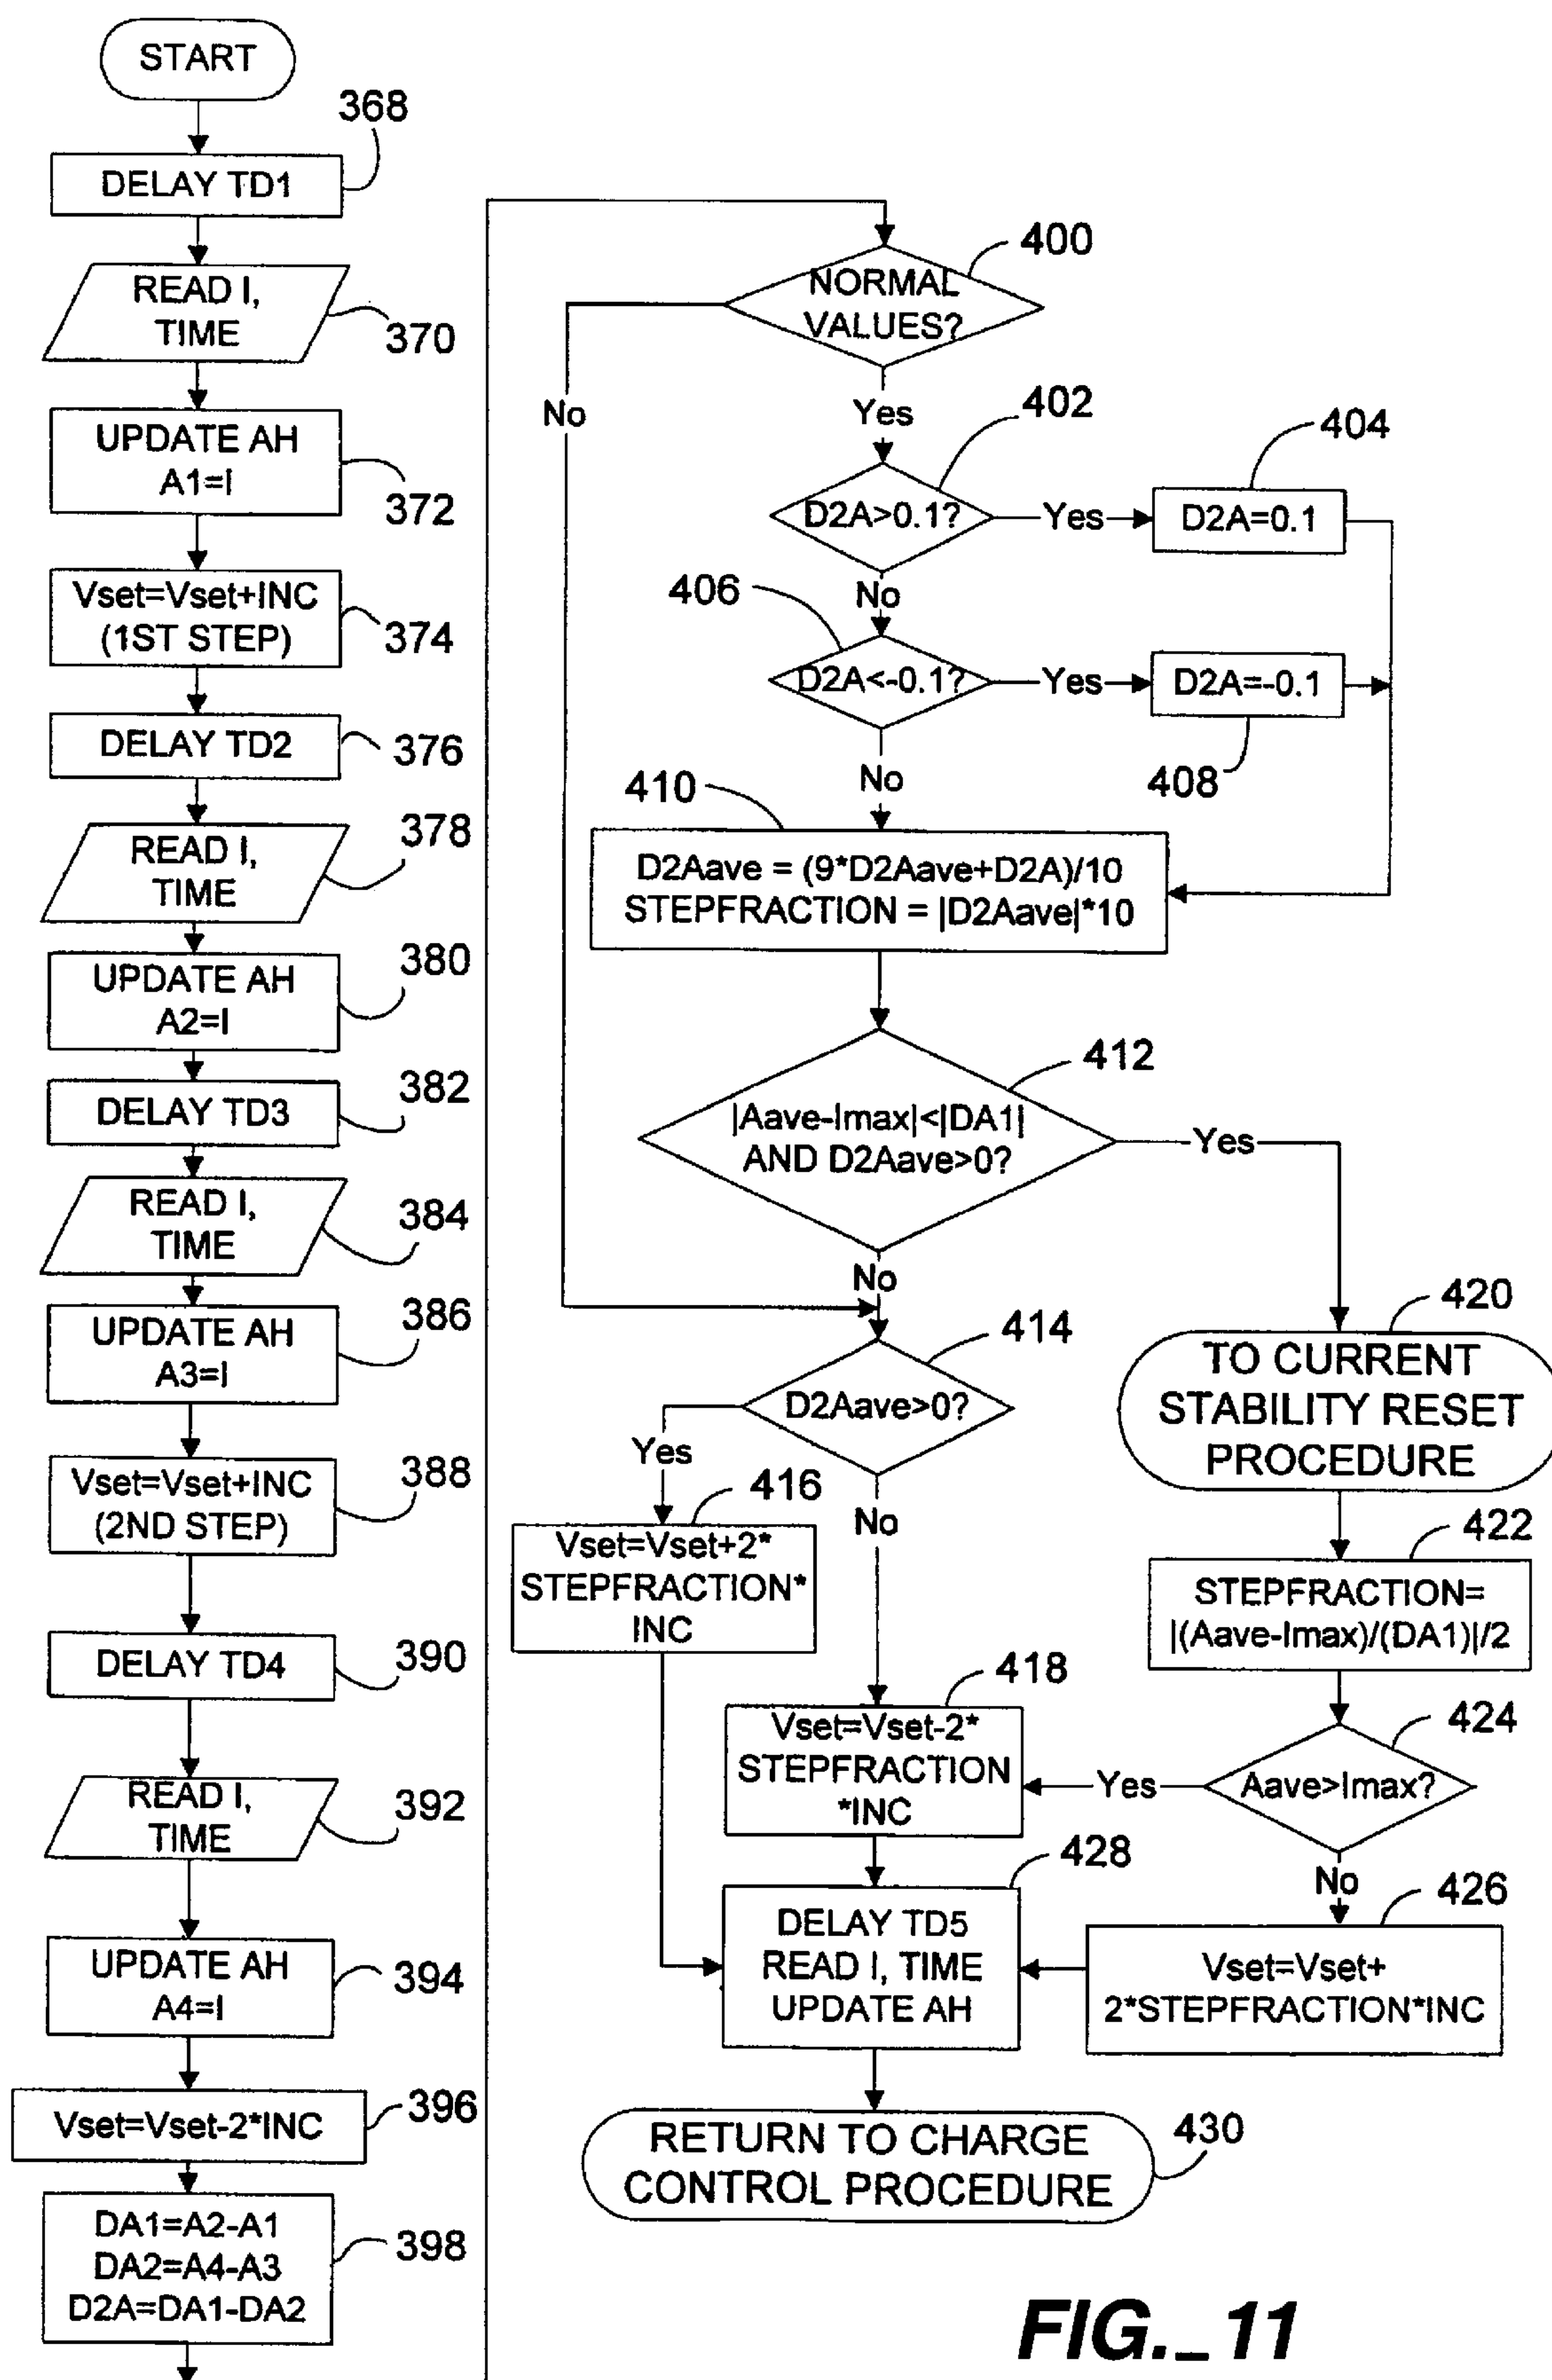 START
368
DELAY TD1
READ I,
TIME
370
UPDATE AH
A1=I
372
Vset=Vset+INC
(1ST STEP)
374
DELAY TD2
376
READ I,
TIME
378
UPDATE AH
A2=I
380
DELAY TD3
382
READ I,
TIME
384
UPDATE AH
A3=I
386
Vset=Vset+INC
(2ND STEP)
388
DELAY TD4
390
READ I,
TIME
392
UPDATE AH
A4=I
394
Vset=Vset-2*INC
396
DA1=A2-A1
DA2=A4-A3
D2A=DA1-DA2
398
400
NORMAL
VALUES?
No
Yes
402
D2A>0.1?
Yes
404
D2A=0.1
No
406
D2A<-0.1?
Yes
D2A=-0.1
408
No
410
D2Aave = (9*D2Aave+D2A)/10
STEPFRACTION = |D2Aave|*10
412
|Aave-Imax|<|DA1|
AND D2Aave>0?
Yes
No
414
D2Aave>0?
Yes
416
Vset=Vset+2*
STEPFRACTION*
INC
No
418
Vset=Vset-2*
STEPFRACTION
*INC
420
TO CURRENT
STABILITY RESET
PROCEDURE
422
STEPFRACTION=
|(Aave-Imax)/(DA1)|/2
424
Aave>Imax?
Yes
No
426
Vset=Vset+
2*STEPFRACTION*INC
428
DELAY TD5
READ I, TIME
UPDATE AH
RETURN TO CHARGE
CONTROL PROCEDURE
430
FIG._11